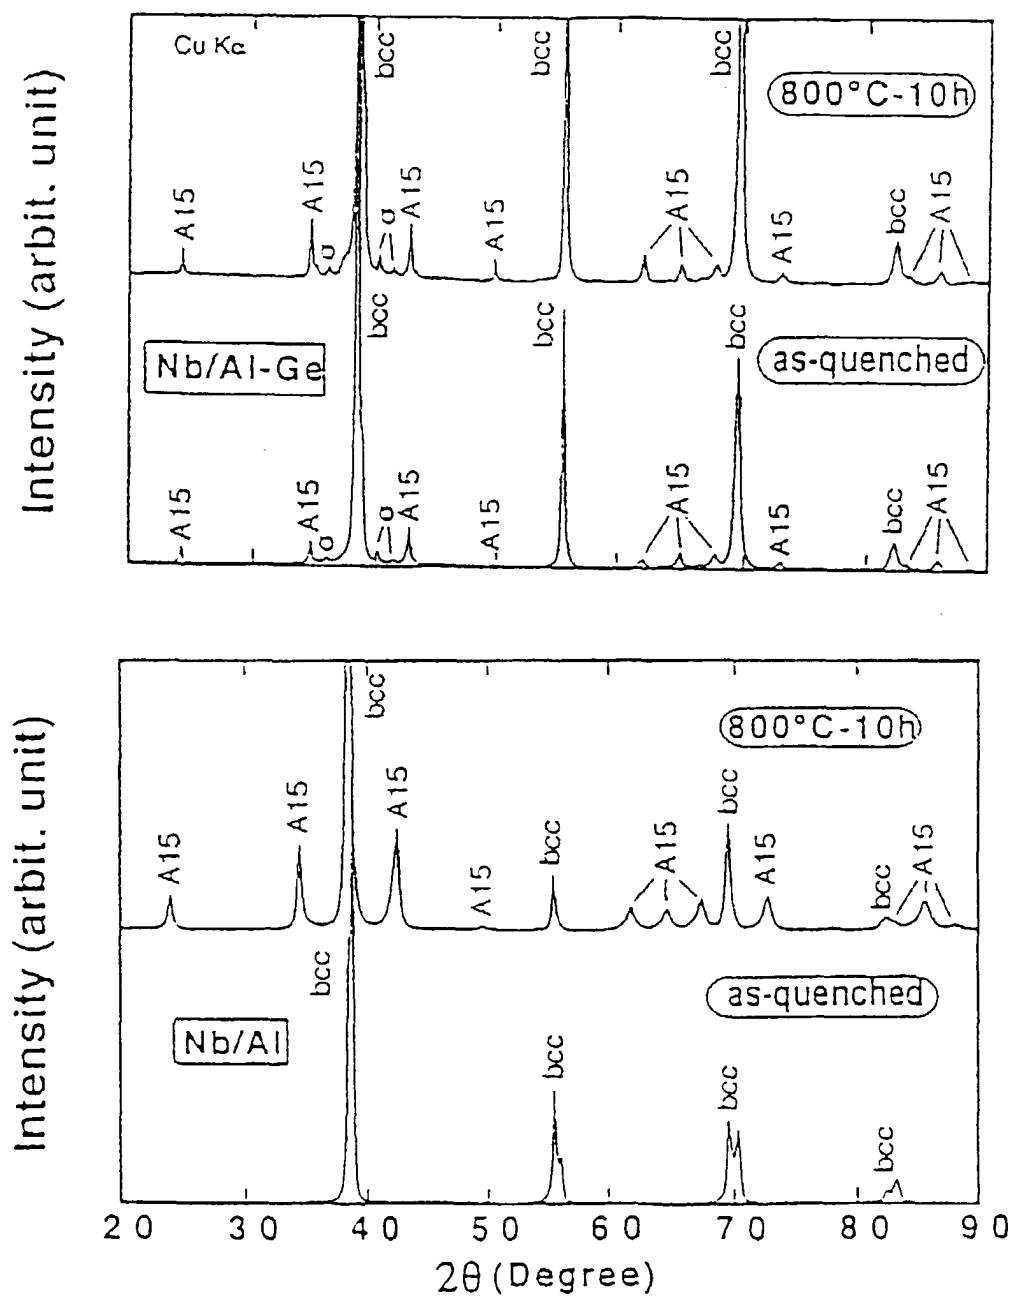 Intensity (arbit. unit)
Cu Kα
bcc
bcc
bcc
800°C-10h
A15
A15
σ
σ
A15
A15
A15
A15
bcc
A15
Nb/Al-Ge
bcc
bcc
bcc
as-quenched
A15
A15
σ
σ
A15
A15
A15
A15
bcc
A15
Intensity (arbit. unit)
bcc
800°C-10h
A15
A15
A15
A15
bcc
A15
bcc
A15
bcc
A15
bcc
as-quenched
Nb/Al
bcc
bcc
bcc
20 30 40 50 60 70 80 90
2θ (Degree)